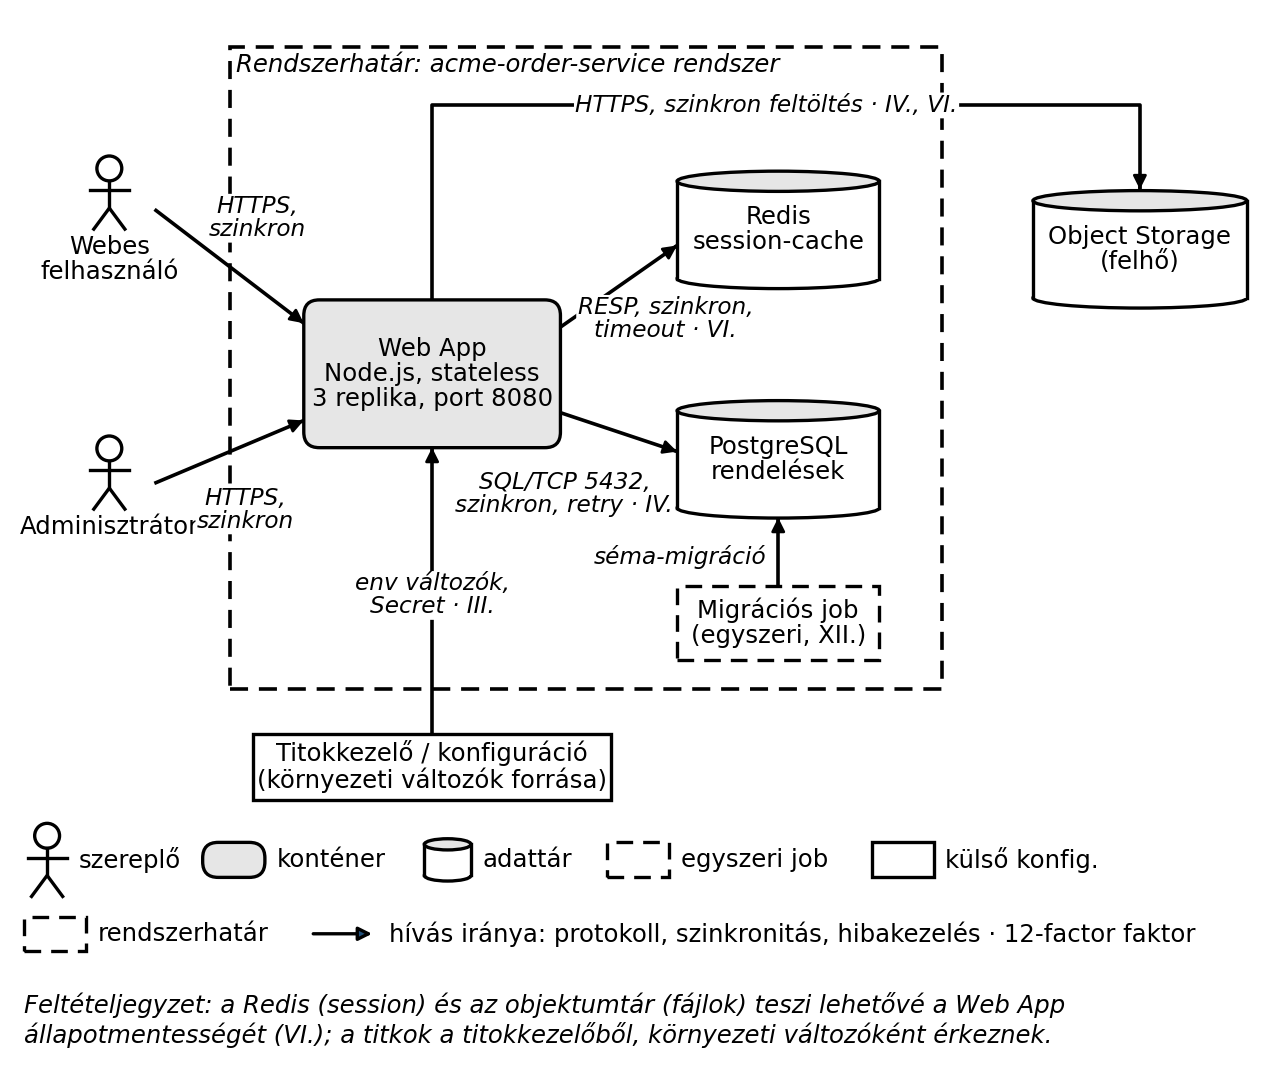 Rendszerhatár: acme-order-service rendszer
HTTPS, szinkron feltöltés · IV., VI.
HTTPS,
szinkron
Webes
felhasználó
Redis
session-cache
Object Storage
(felhő)
RESP, szinkron,
timeout · VI.
Web App
Node.js, stateless
3 replika, port 8080
PostgreSQL
rendelések
SQL/TCP 5432,
szinkron, retry · IV.
HTTPS,
szinkron
Adminisztrátor
séma-migráció
env változók,
Secret · III.
Migrációs job
(egyszeri, XII.)
Titokkezelő / konfiguráció
(környezeti változók forrása)
szereplő
konténer
adattár
egyszeri job
külső konfig.
rendszerhatár
hívás iránya: protokoll, szinkronitás, hibakezelés · 12-factor faktor
Feltételjegyzet: a Redis (session) és az objektumtár (fájlok) teszi lehetővé a Web App
állapotmentességét (VI.); a titkok a titokkezelőből, környezeti változóként érkeznek.